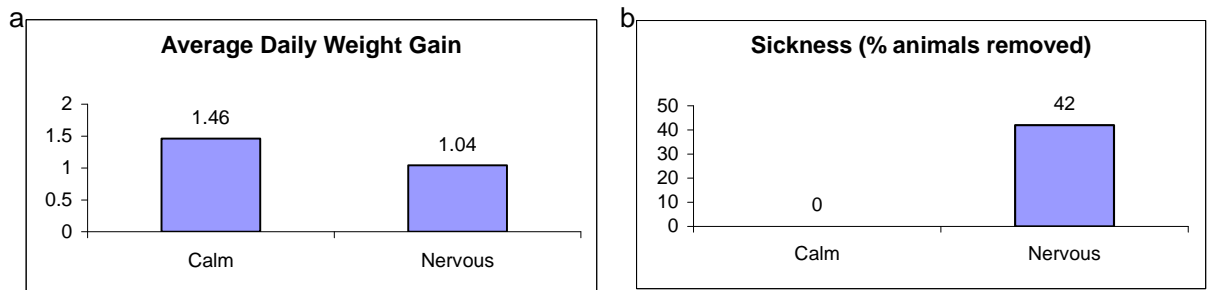 a
Average Daily Weight Gain
2
1.5
1
0.5
0
1.46
1.04
Calm Nervous
b
Sickness (% animals removed)
50
40
30
20
10
0
0
42
Calm Nervous